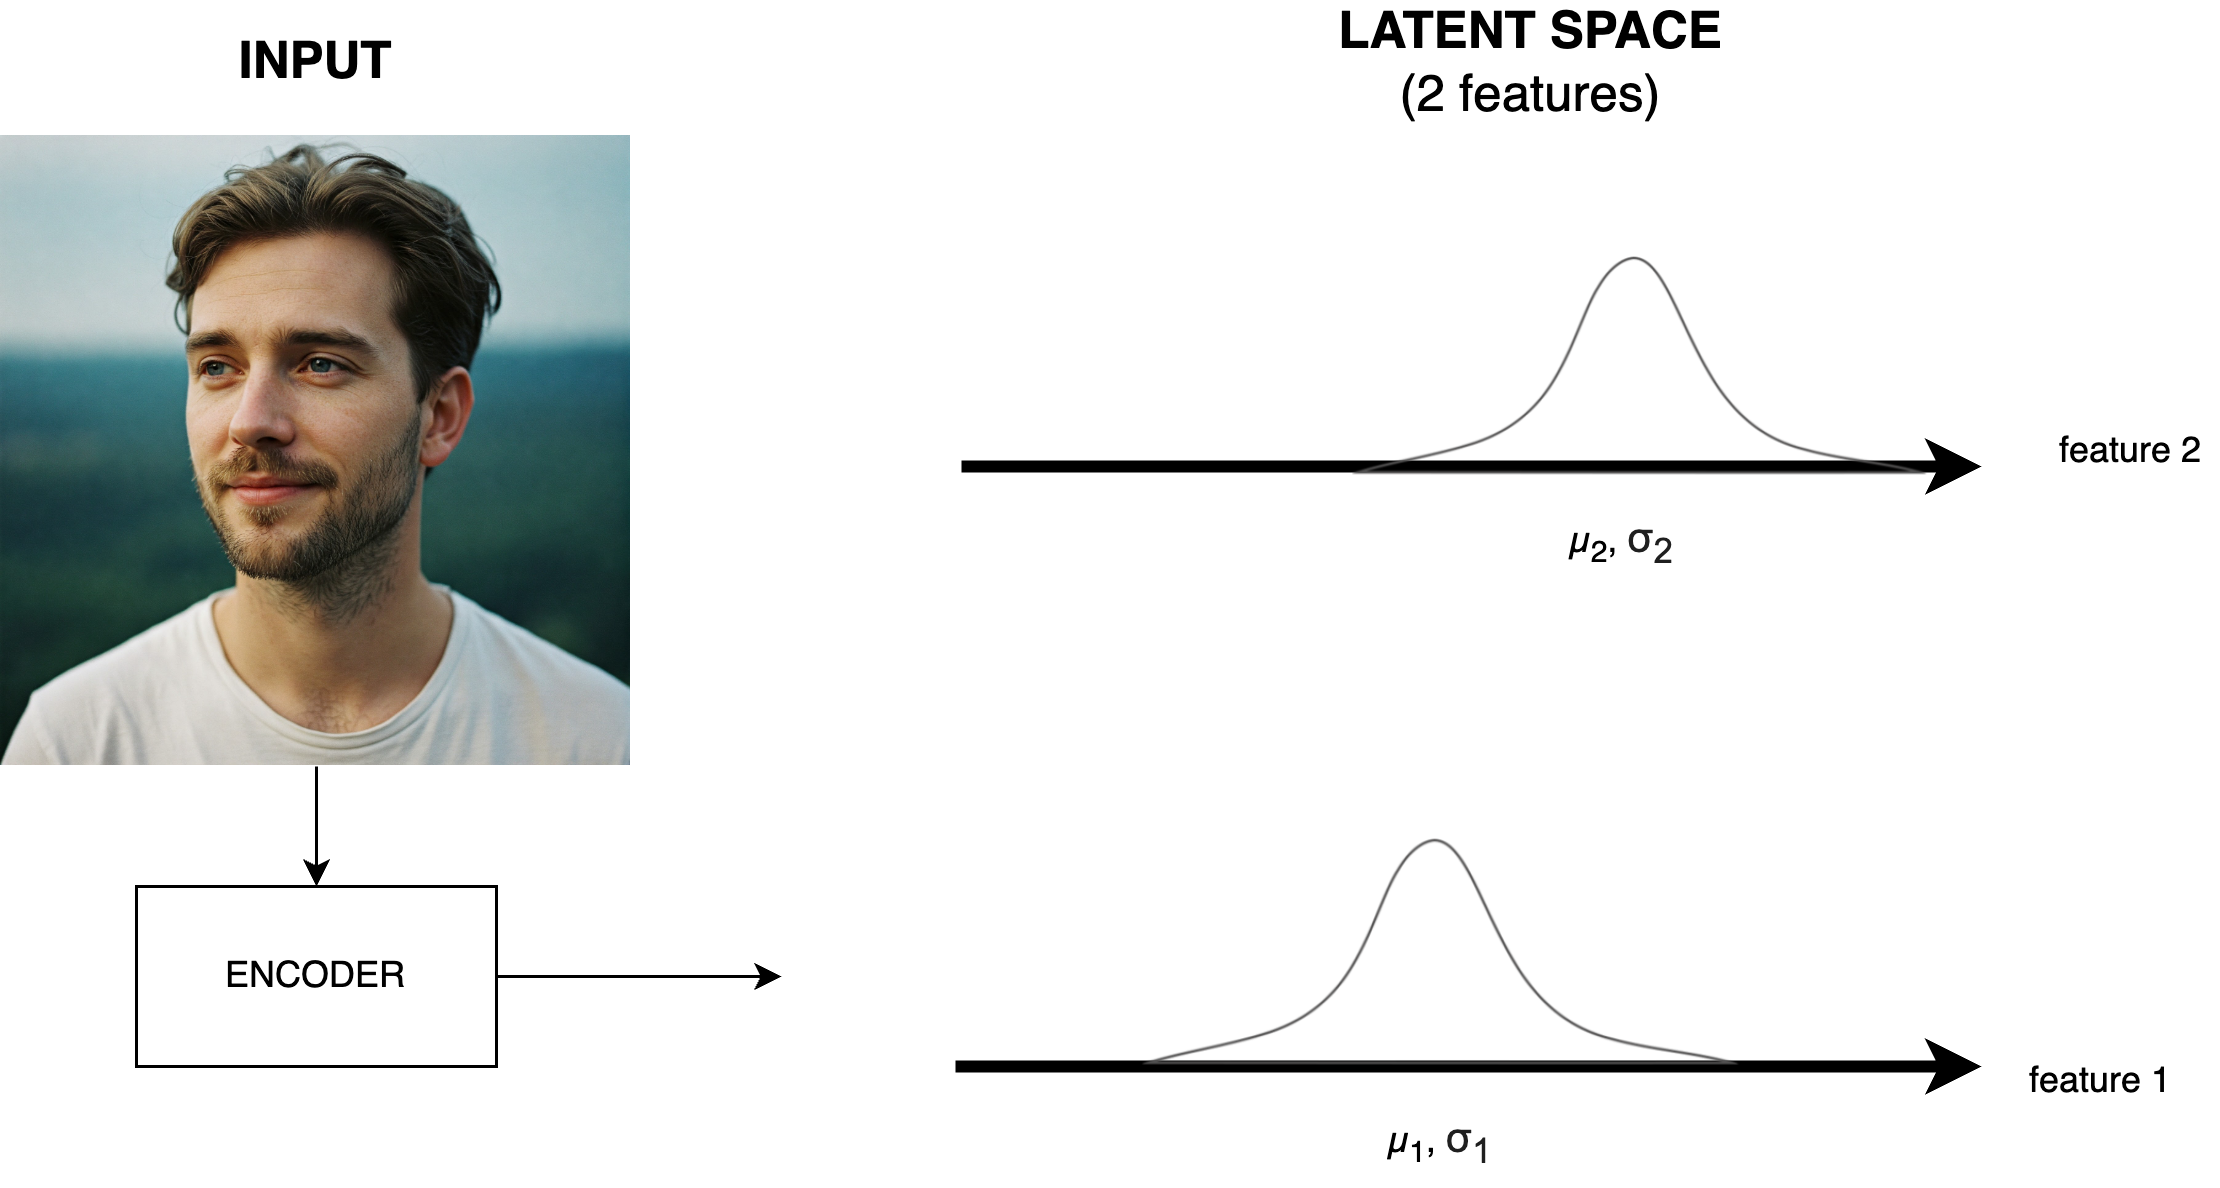 INPUT
LATENT SPACE
(2 features)
feature 2
μ₂, σ₂
ENCODER
feature 1
μ₁, σ₁